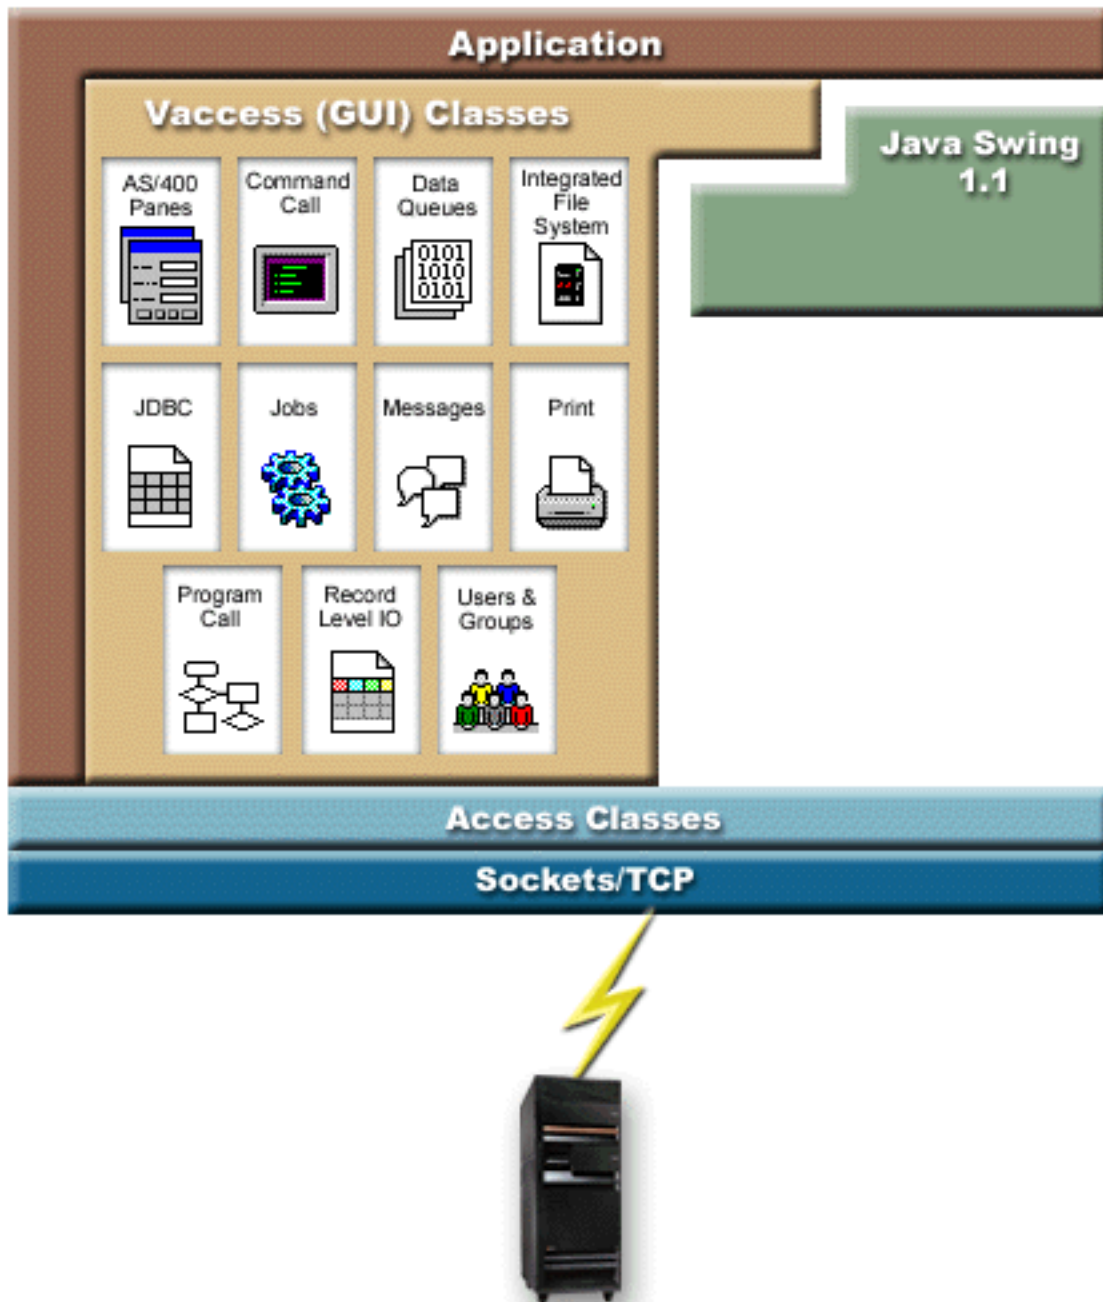 Application
Vaccess (GUI) Classes
Java Swing
1.1
AS/400
Panes
Command
Call
Data
Queues
0101
1010
0101
Integrated
File
System
JDBC
Jobs
Messages
Print
Program
Call
Record
Level IO
Users &
Groups
Access Classes
Sockets/TCP